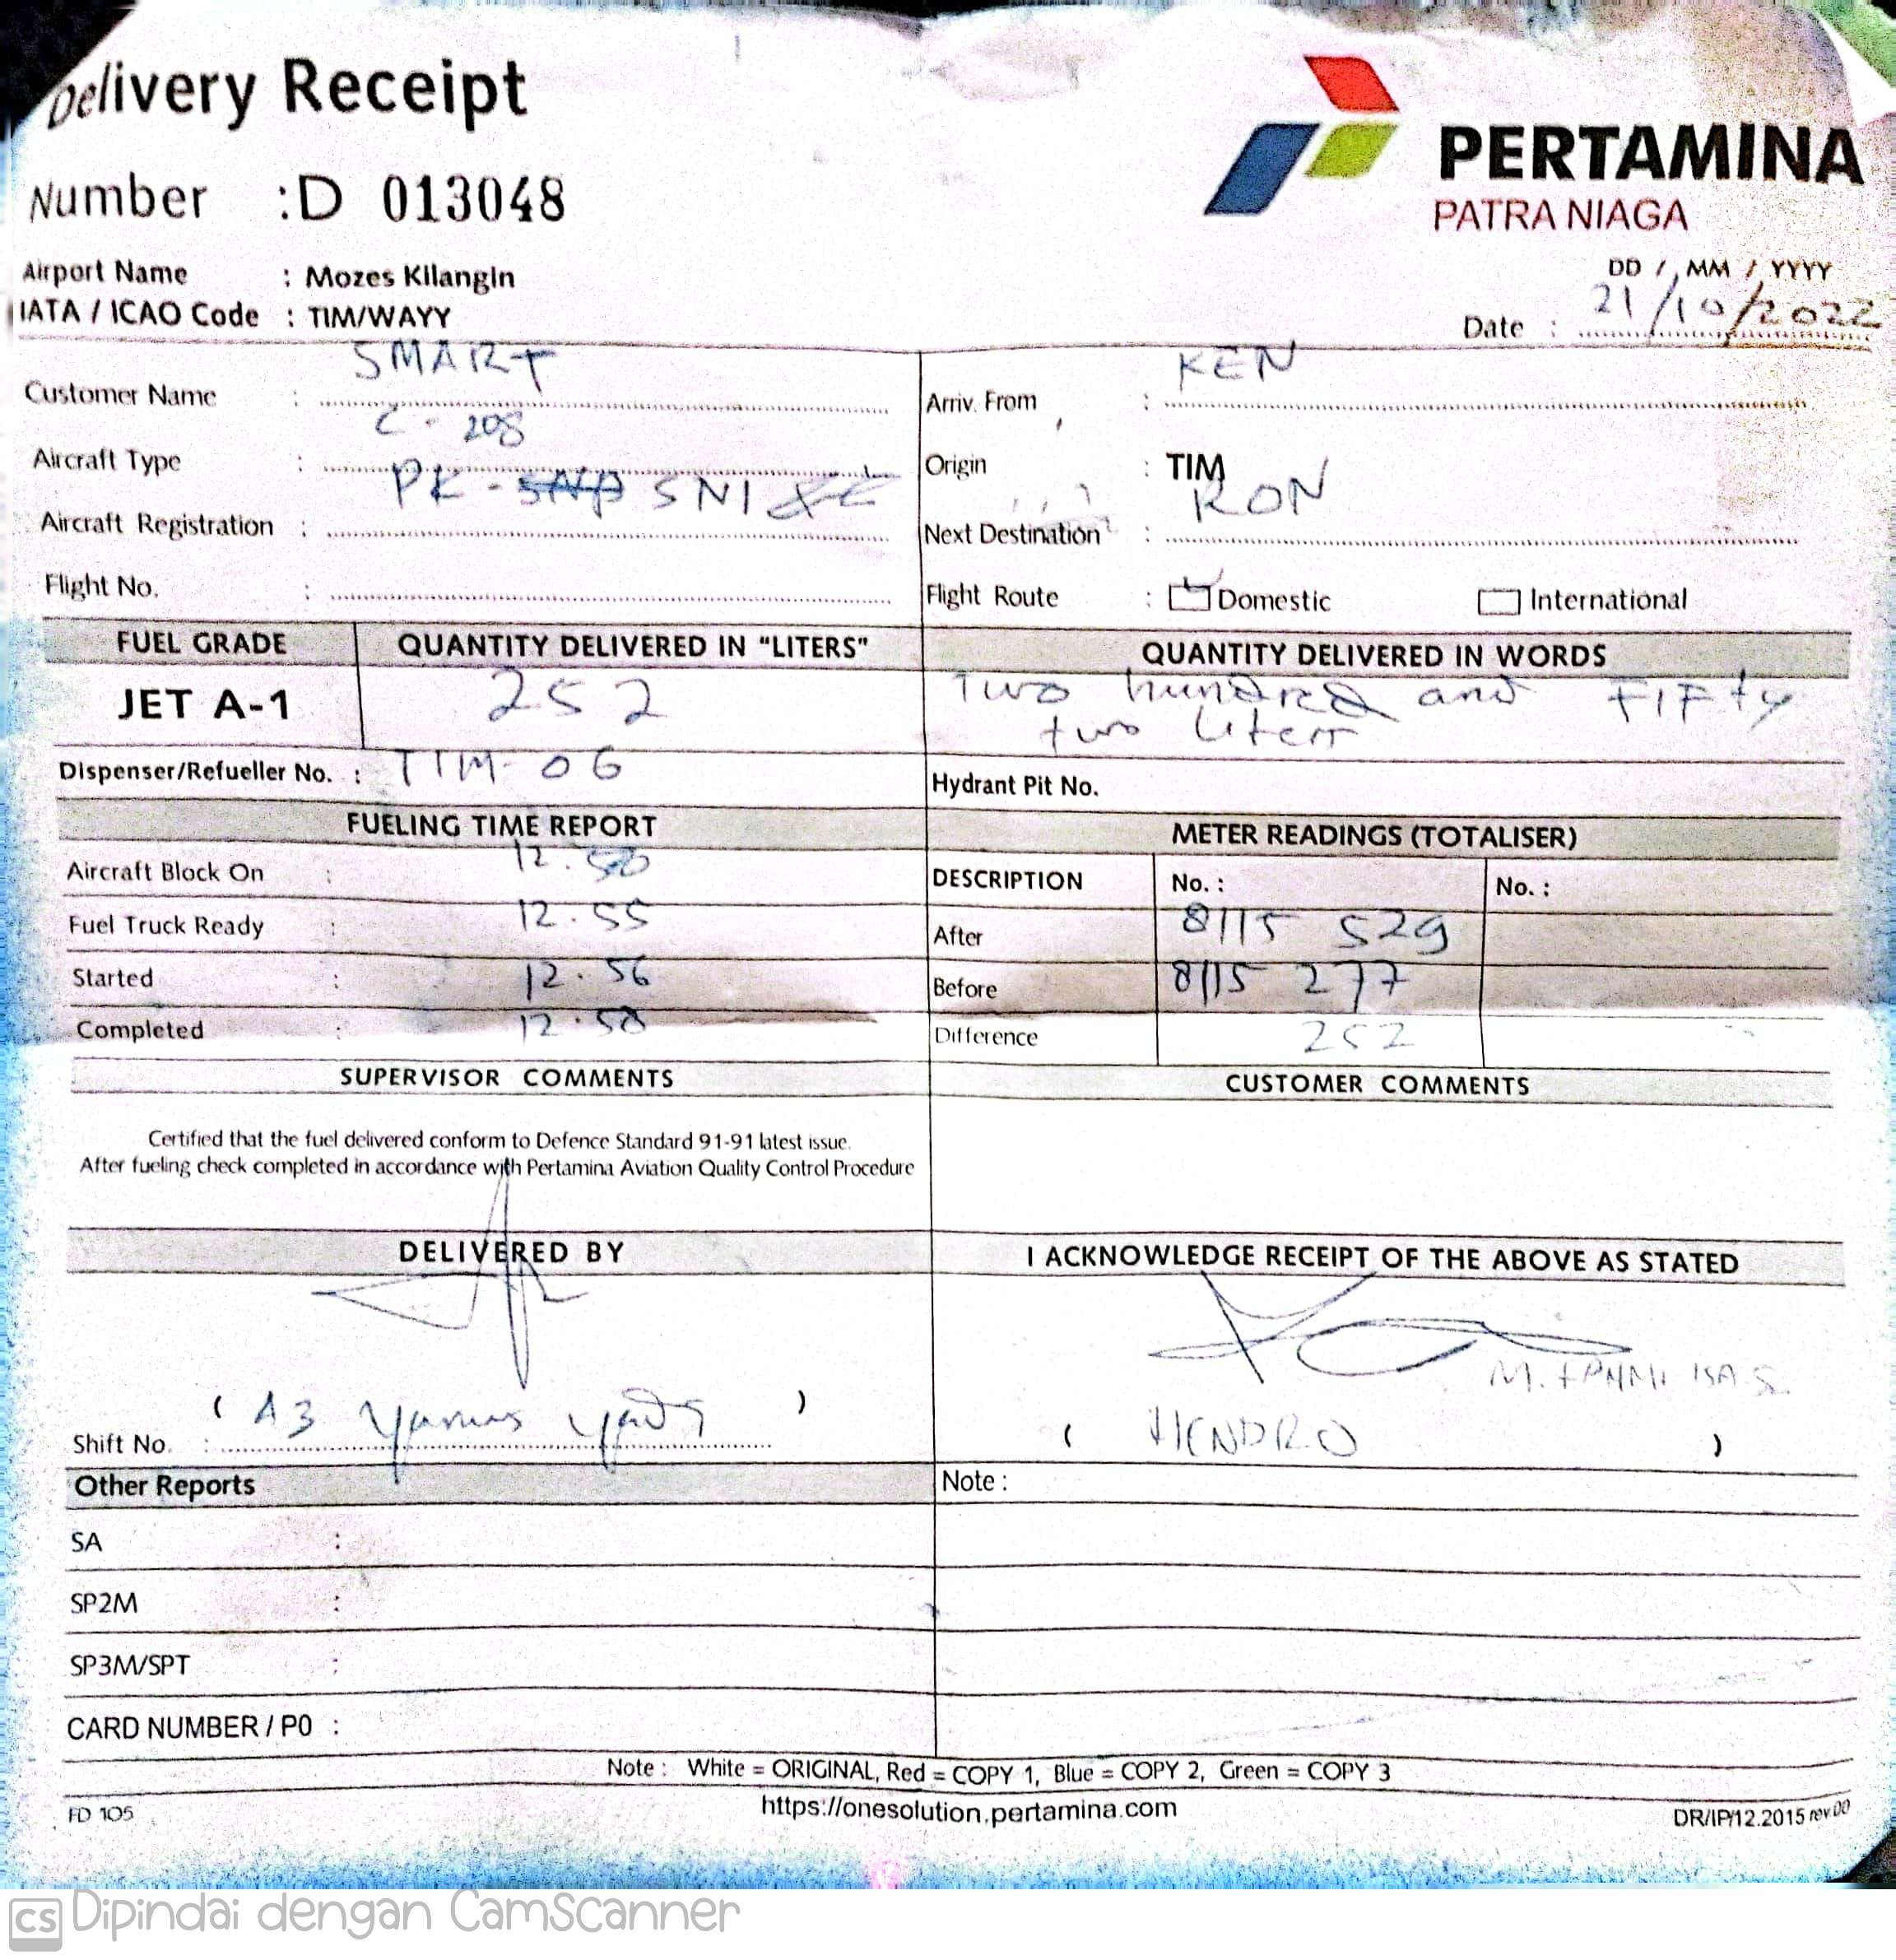 Delivery Receipt
Number : D 013048
PERTAMINA
PATRA NIAGA
Airport Name : Mozes Kilangin
IATA / ICAO Code : TIM/WAYY
DD / MM / YYYY
Date : 21/10/2022
Customer Name : SMART
Arriv. From : KEN
Aircraft Type : C - 208
Origin : TIM
Aircraft Registration : PK - SNI
Next Destination : RON
Flight No. :
Flight Route : Domestic International
FUEL GRADE QUANTITY DELIVERED IN "LITERS" QUANTITY DELIVERED IN WORDS
JET A-1 252 Two hundred and FIFty
two liters
Dispenser/Refueller No. : TIM-06
Hydrant Pit No.
FUELING TIME REPORT
METER READINGS (TOTALISER)
Aircraft Block On : 12.50
DESCRIPTION No. : No. :
Fuel Truck Ready : 12.55
After 8115 529
Started : 12.56
Before 8115 277
Completed : 12.58
Difference 252
SUPERVISOR COMMENTS
CUSTOMER COMMENTS
Certified that the fuel delivered conform to Defence Standard 91-91 latest issue.
After fueling check completed in accordance with Pertamina Aviation Quality Control Procedure
DELIVERED BY
I ACKNOWLEDGE RECEIPT OF THE ABOVE AS STATED
Shift No. : ( A3 )
( HENDRO )
Other Reports
Note :
SA :
SP2M :
SP3M/SPT :
CARD NUMBER / PO :
Note : White = ORIGINAL, Red = COPY 1, Blue = COPY 2, Green = COPY 3
https://onesolution.pertamina.com
FD 105
DR/IP/12.2015 rev.00
CS Dipindai dengan CamScanner